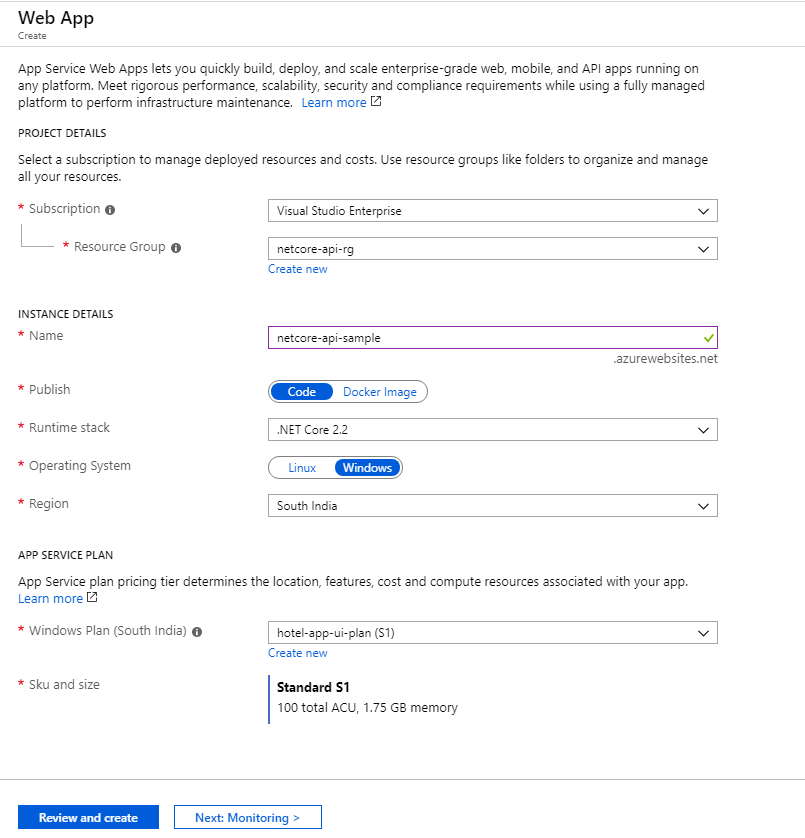 Web App
Create
App Service Web Apps lets you quickly build, deploy, and scale enterprise-grade web, mobile, and API apps running on
any platform. Meet rigorous performance, scalability, security and compliance requirements while using a fully managed
platform to perform infrastructure maintenance. Learn more
PROJECT DETAILS
Select a subscription to manage deployed resources and costs. Use resource groups like folders to organize and manage
all your resources.
* Subscription Visual Studio Enterprise
* Resource Group netcore-api-rg
Create new
INSTANCE DETAILS
* Name netcore-api-sample
.azurewebsites.net
* Publish Code Docker Image
* Runtime stack .NET Core 2.2
* Operating System Linux Windows
* Region South India
APP SERVICE PLAN
App Service plan pricing tier determines the location, features, cost and compute resources associated with your app.
Learn more
* Windows Plan (South India) hotel-app-ui-plan (S1)
Create new
* Sku and size Standard S1
100 total ACU, 1.75 GB memory
Review and create Next: Monitoring >